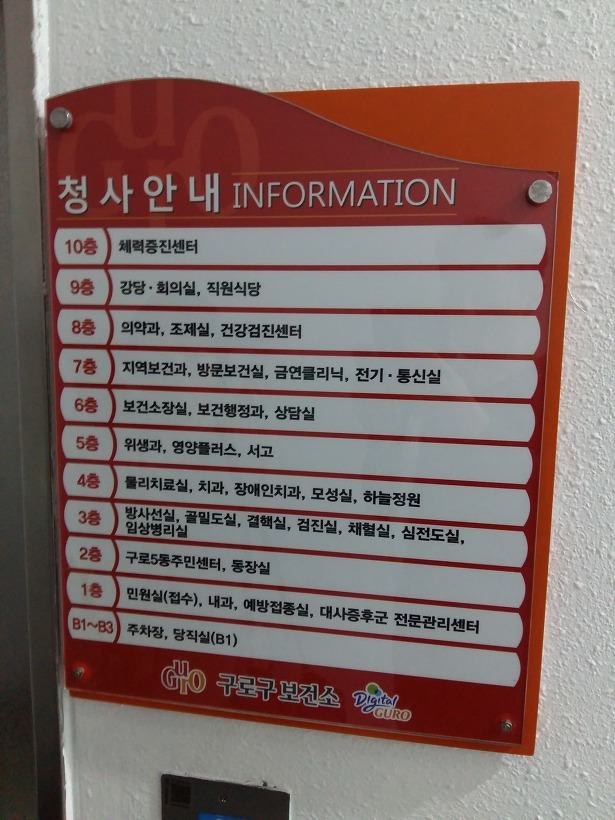 GURO
청사안내 INFORMATION
10층 체력증진센터
9층 강당·회의실, 직원식당
8층 의약과, 조제실, 건강검진센터
7층 지역보건과, 방문보건실, 금연클리닉, 전기·통신실
6층 보건소장실, 보건행정과, 상담실
5층 위생과, 영양플러스, 서고
4층 물리치료실, 치과, 장애인치과, 모성실, 하늘정원
3층 방사선실, 골밀도실, 결핵실, 검진실, 채혈실, 심전도실,
임상병리실
2층 구로5동주민센터, 동장실
1층 민원실(접수), 내과, 예방접종실, 대사증후군 전문관리센터
B1~B3 주차장, 당직실(B1)
GURO 구로구보건소 Digital
GURO